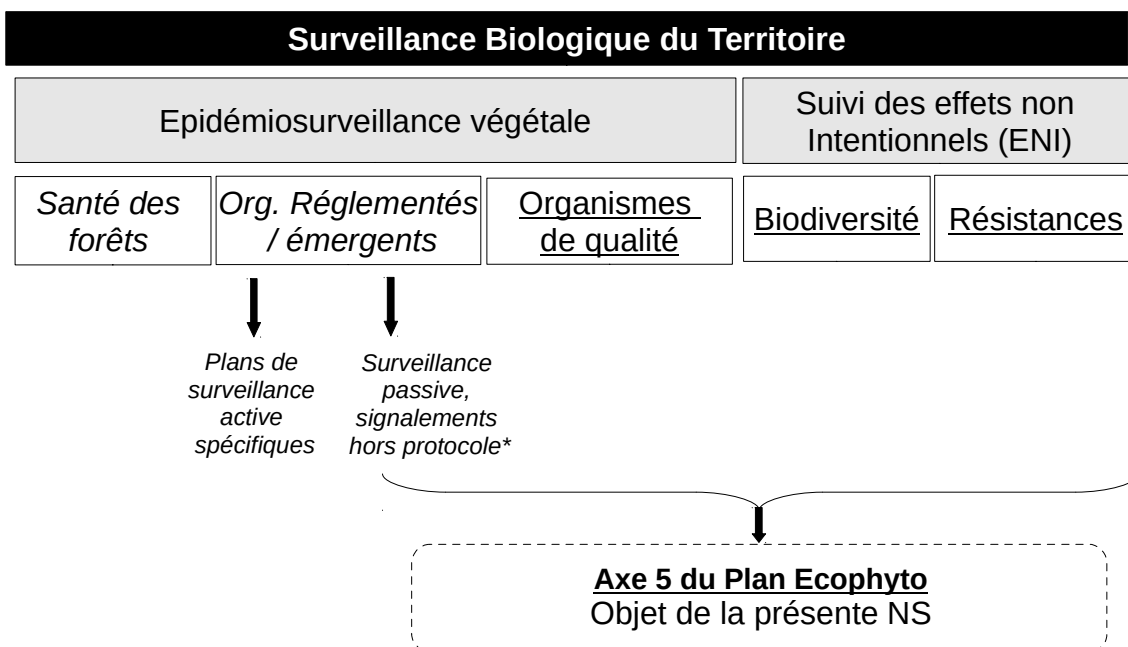 Surveillance Biologique du Territoire
Epidémiosurveillance végétale
Suivi des effets non
Intentionnels (ENI)
Santé des
forêts
Org. Réglementés
/ émergents
Organismes
de qualité
Biodiversité
Résistances
Plans de
surveillance
active
spécifiques
Surveillance
passive,
signalements
hors protocole*
Axe 5 du Plan Ecophyto
Objet de la présente NS